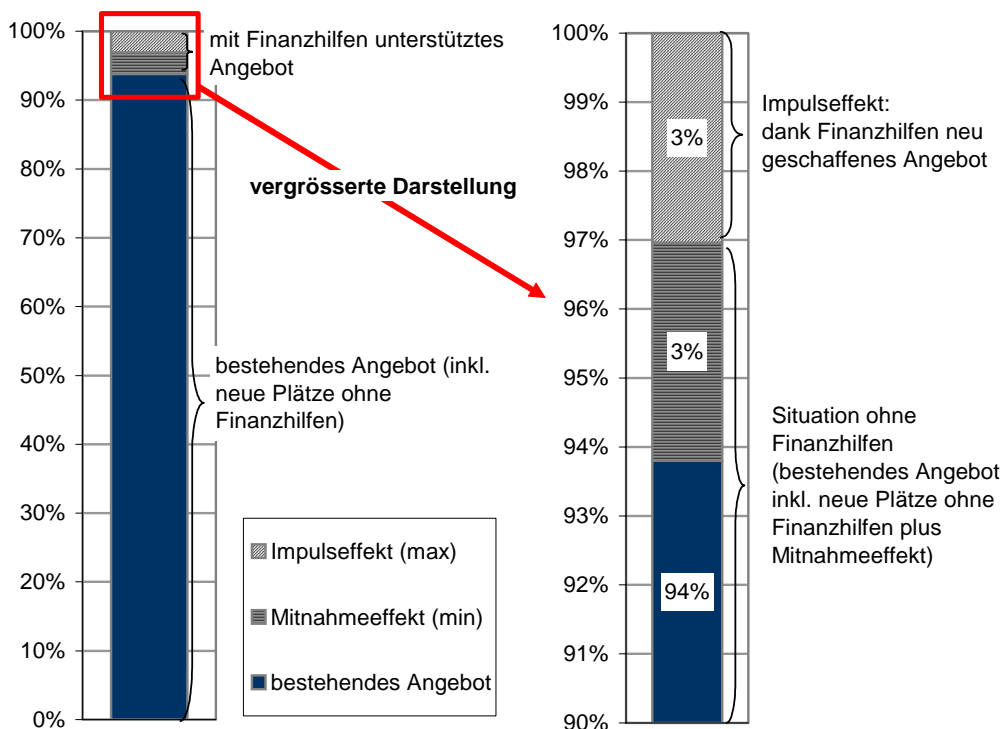 100%
90%
80%
70%
60%
50%
40%
30%
20%
10%
0%
mit Finanzhilfen unterstütztes
Angebot
vergrösserte Darstellung
bestehendes Angebot (inkl.
neue Plätze ohne
Finanzhilfen)
Impulseffekt (max)
Mitnahmeeffekt (min)
bestehendes Angebot
100%
99%
98%
97%
96%
95%
94%
93%
92%
91%
90%
3%
3%
94%
Impulseffekt:
dank Finanzhilfen neu
geschaffenes Angebot
Situation ohne
Finanzhilfen
(bestehendes Angebot
inkl. neue Plätze ohne
Finanzhilfen plus
Mitnahmeeffekt)